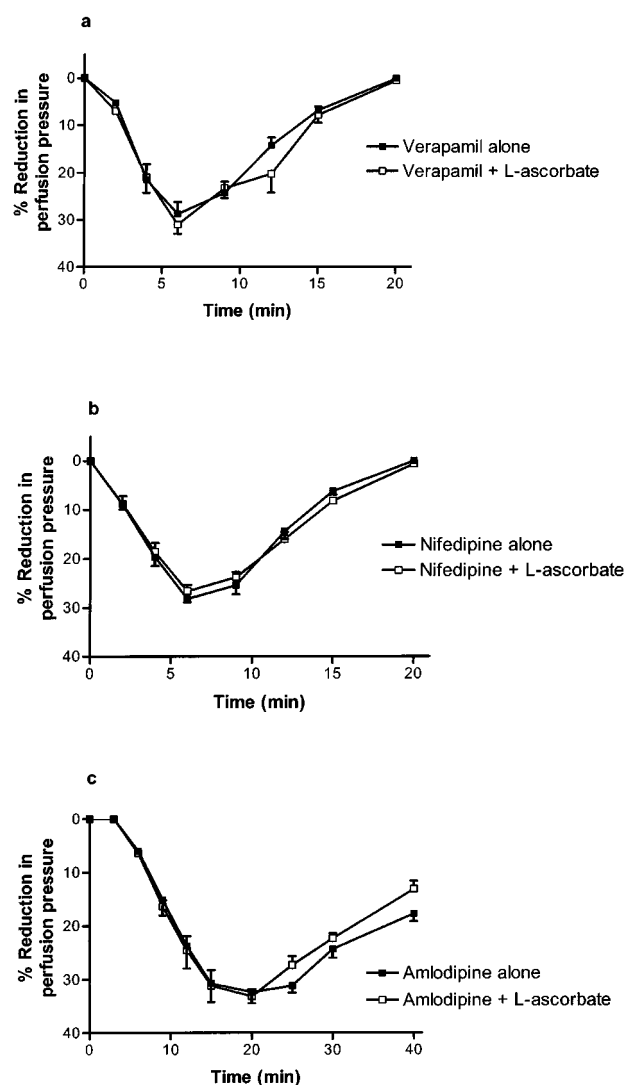 a
% Reduction in
perfusion pressure
0
10
20
30
40
0
5
10
15
20
Time (min)
Verapamil alone
Verapamil + L-ascorbate
b
% Reduction in
perfusion pressure
0
10
20
30
40
0
5
10
15
20
Time (min)
Nifedipine alone
Nifedipine + L-ascorbate
c
% Reduction in
perfusion pressure
0
10
20
30
40
0
10
20
30
40
Time (min)
Amlodipine alone
Amlodipine + L-ascorbate